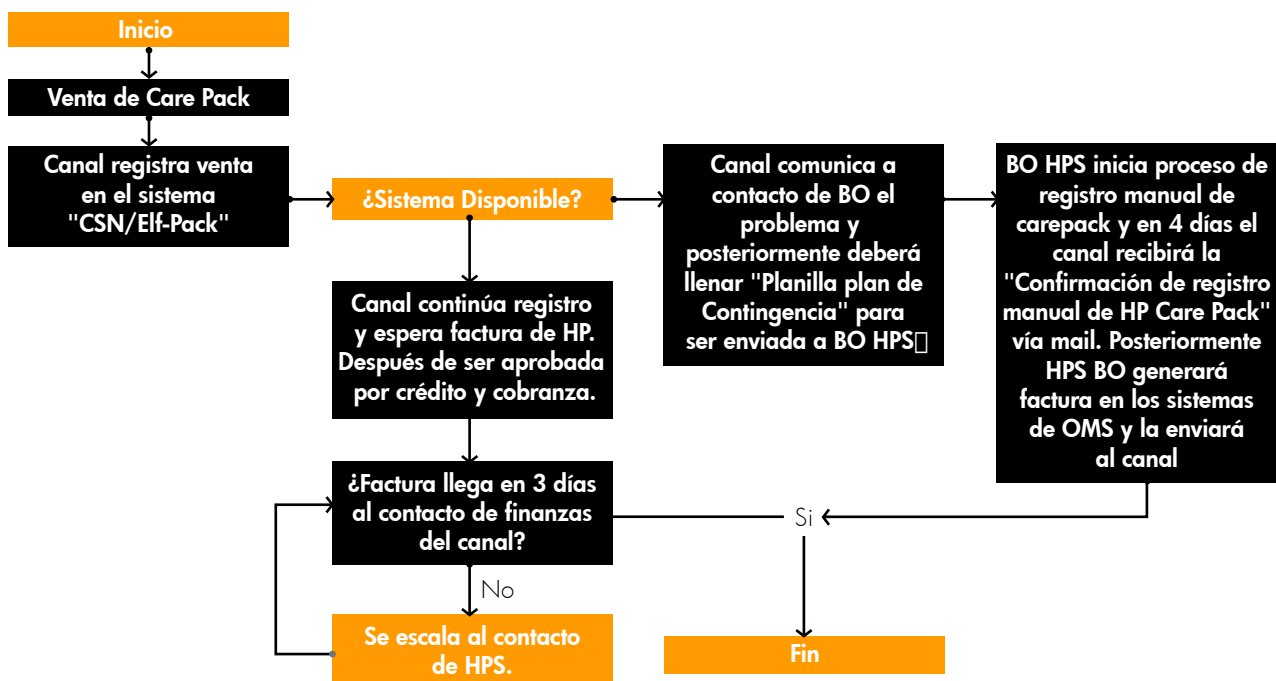 Inicio
Venta de Care Pack
Canal registra venta
en el sistema
"CSN/Elf-Pack"
¿Sistema Disponible?
Canal comunica a
contacto de BO el
problema y
posteriormente deberá
llenar "Planilla plan de
Contingencia" para
ser enviada a BO HPS
BO HPS inicia proceso de
registro manual de
carepack y en 4 días el
canal recibirá la
"Confirmación de registro
manual de HP Care Pack"
vía mail. Posteriormente
HPS BO generará
factura en los sistemas
de OMS y la enviará
al canal
Canal continúa registro
y espera factura de HP.
Después de ser aprobada
por crédito y cobranza.
¿Factura llega en 3 días
al contacto de finanzas
del canal?
Si
No
Se escala al contacto
de HPS.
Fin